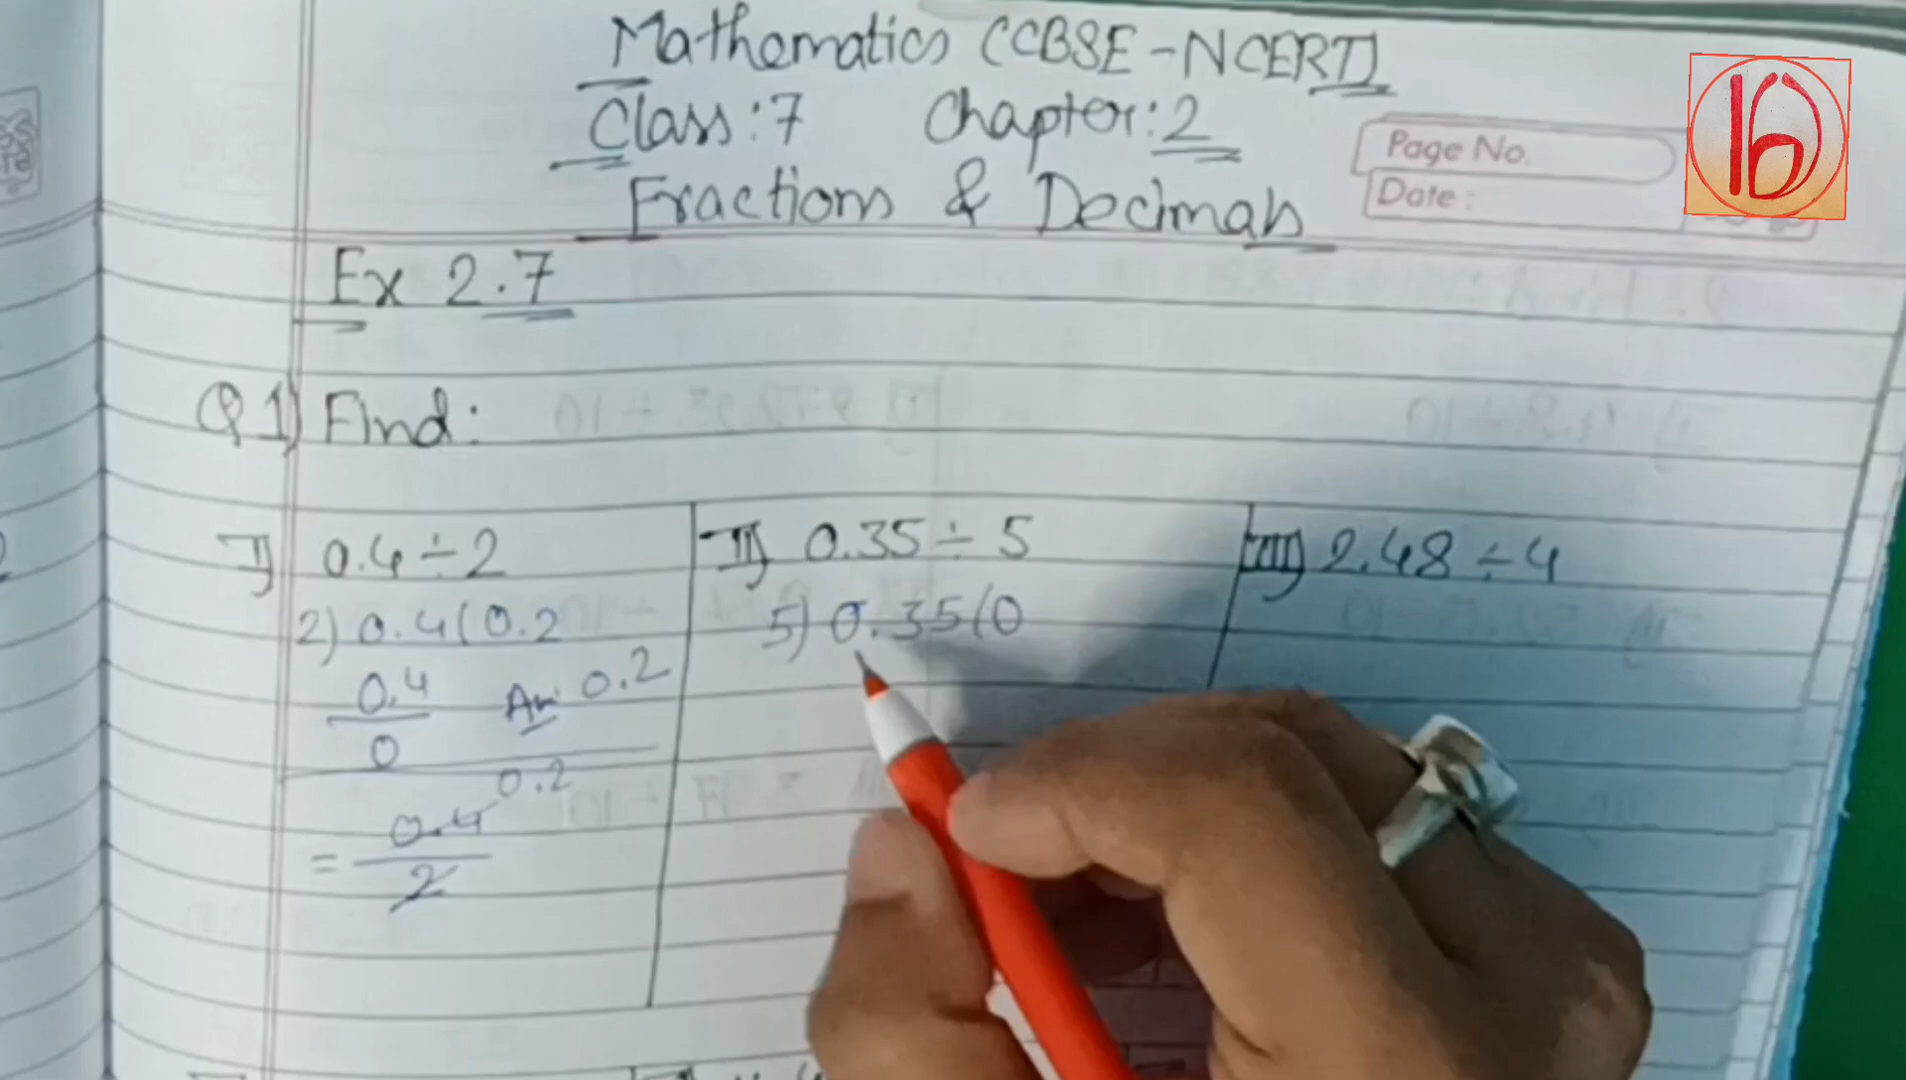 Mathematics (CBSE-NCERT)
Class:7 Chapter:2
Page No.
Fractions & Decimals
Date:
Ex 2.7
Q1) Find:
I) 0.4÷2
2) 0.4(0.2
0.4
0
Ans 0.2
= 0.4 0.2
2
II) 0.35÷5
5) 0.35(0
III) 2.48÷4